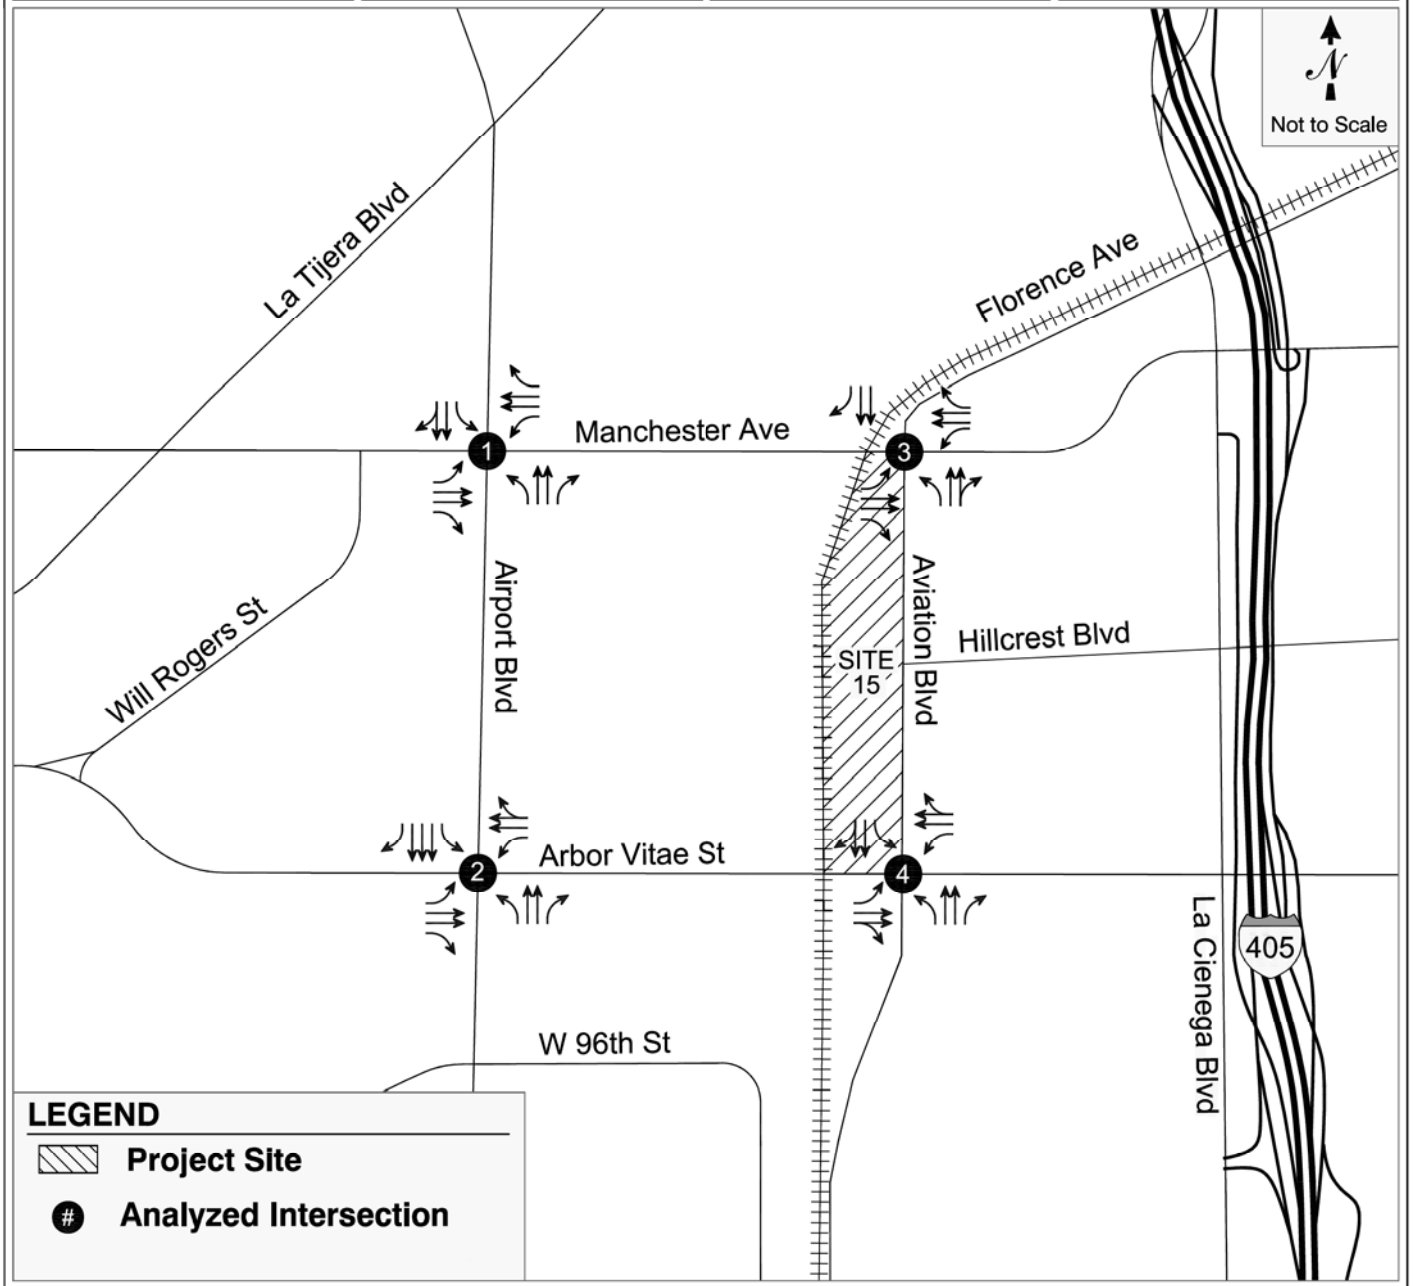 N
Not to Scale
La Tijera Blvd
Florence Ave
Manchester Ave
1
3
Airport Blvd
Aviation Blvd
Will Rogers St
Hillcrest Blvd
SITE
15
Arbor Vitae St
2
4
La Cienega Blvd
405
W 96th St
LEGEND
Project Site
# Analyzed Intersection